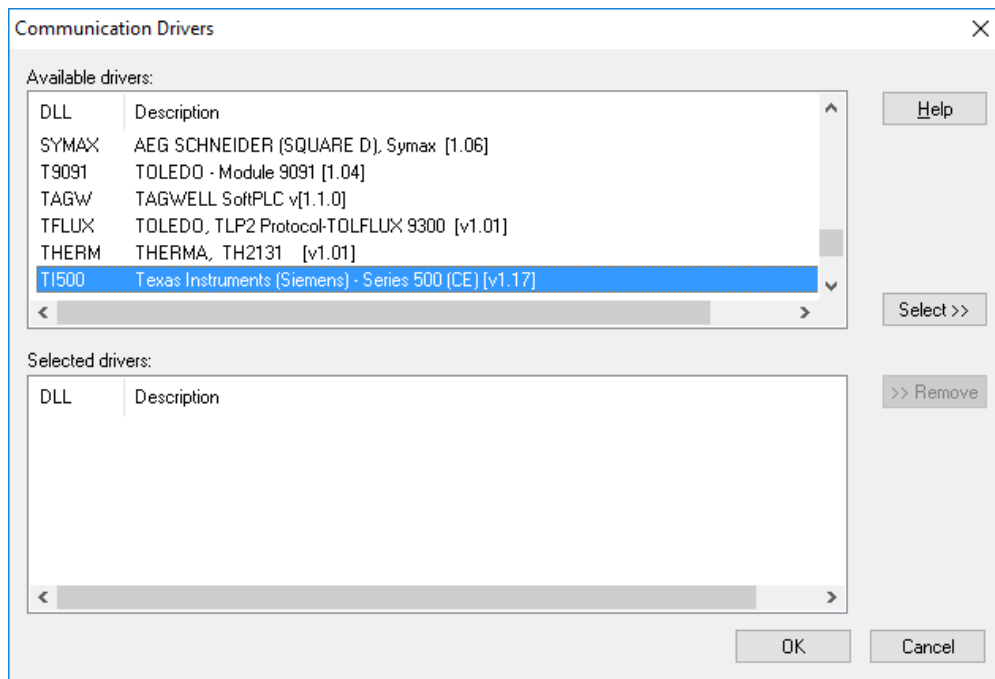 Communication Drivers
Available drivers:
DLL Description
Help
SYMAX AEG SCHNEIDER (SQUARE D), Symax [1.06]
T9091 TOLEDO - Module 9091 [1.04]
TAGW TAGWELL SoftPLC v[1.1.0]
TFLUX TOLEDO, TLP2 Protocol-TOLFLUX 9300 [v1.01]
THERM THERMA, TH2131 [v1.01]
TI500 Texas Instruments (Siemens) - Series 500 (CE) [v1.17]
Select >>
Selected drivers:
DLL Description
>> Remove
OK Cancel